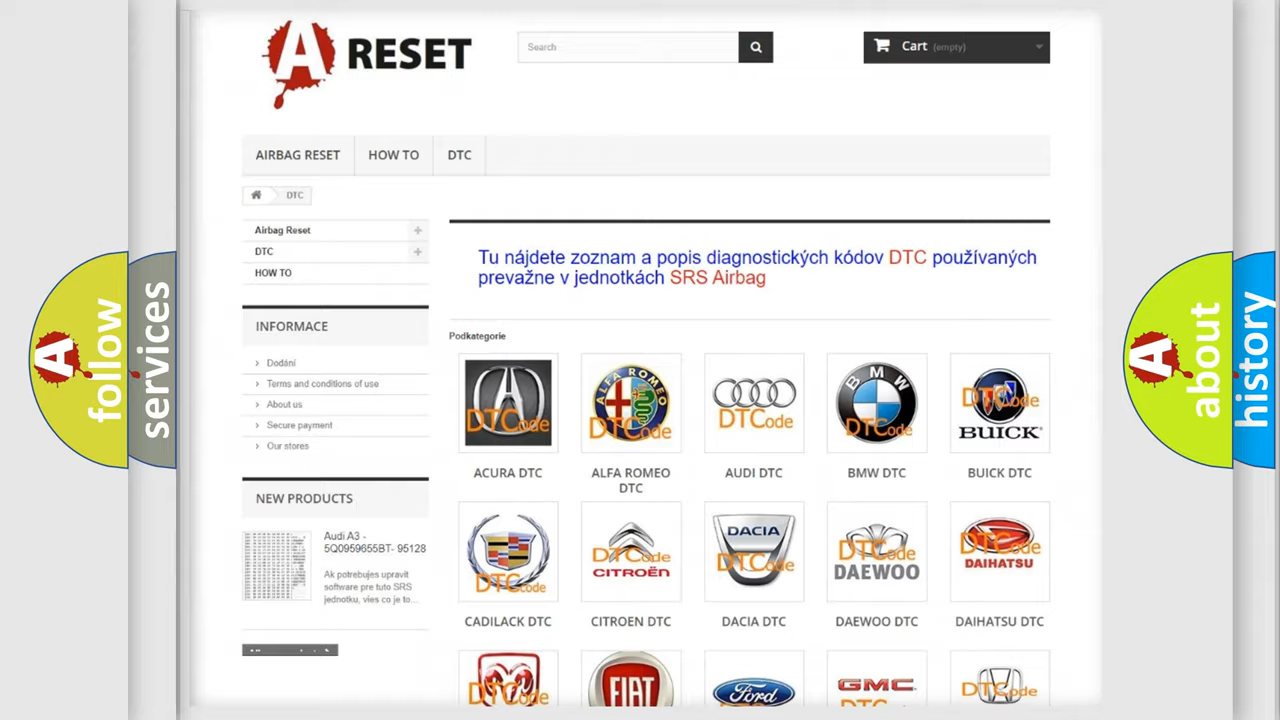 A RESET
Search
Cart (empty)
AIRBAG RESET
HOW TO
DTC
DTC
Airbag Reset
DTC
HOW TO
INFORMACE
Dodání
Terms and conditions of use
About us
Secure payment
Our stores
NEW PRODUCTS
Audi A3 -
5Q0959655BT- 95128
Ak potrebujes upravit
software pre tuto SRS
jednotku, vies co je to...
Tu nájdete zoznam a popis diagnostických kódov DTC používaných
prevažne v jednotkách SRS Airbag
Podkategorie
DTCode
ACURA DTC
ALFA ROMEO
DTCode
ALFA ROMEO
DTC
DTCode
AUDI DTC
BMW
DTCode
BMW DTC
DTCode
BUICK
BUICK DTC
DTCode
CADILACK DTC
DTCode
CITROËN
CITROEN DTC
DACIA
DTCode
DACIA DTC
DTCode
DAEWOO
DAEWOO DTC
DTCode
DAIHATSU
DAIHATSU DTC
DTCode
FIAT
Ford
GMC
DTCode
A follow
services
A about
history